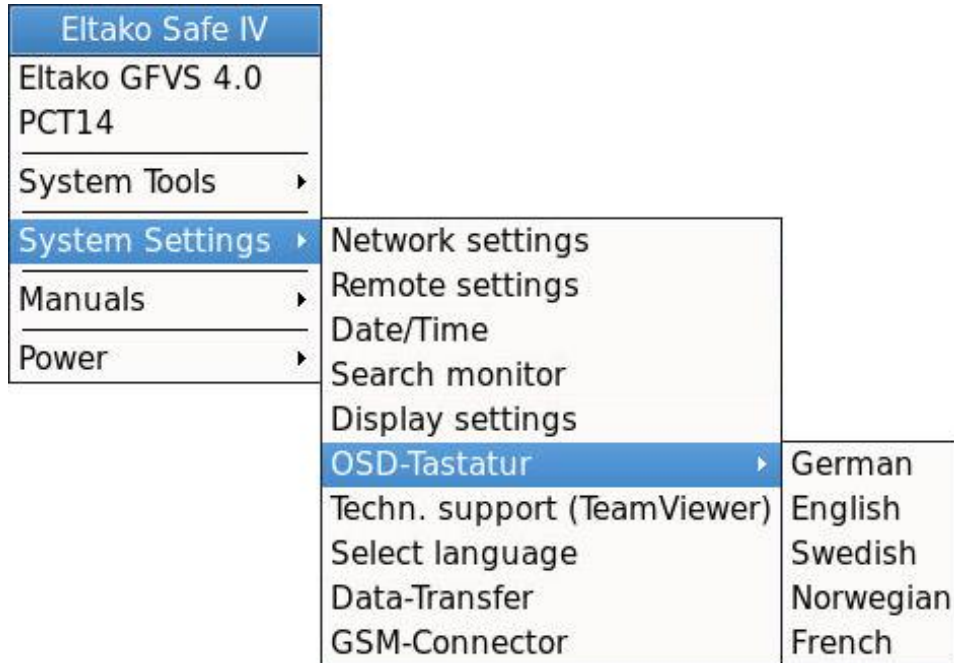 Eltako Safe IV
Eltako GFVS 4.0
PCT14
System Tools
System Settings
Manuals
Power
Network settings
Remote settings
Date/Time
Search monitor
Display settings
OSD-Tastatur
Techn. support (TeamViewer)
Select language
Data-Transfer
GSM-Connector
German
English
Swedish
Norwegian
French